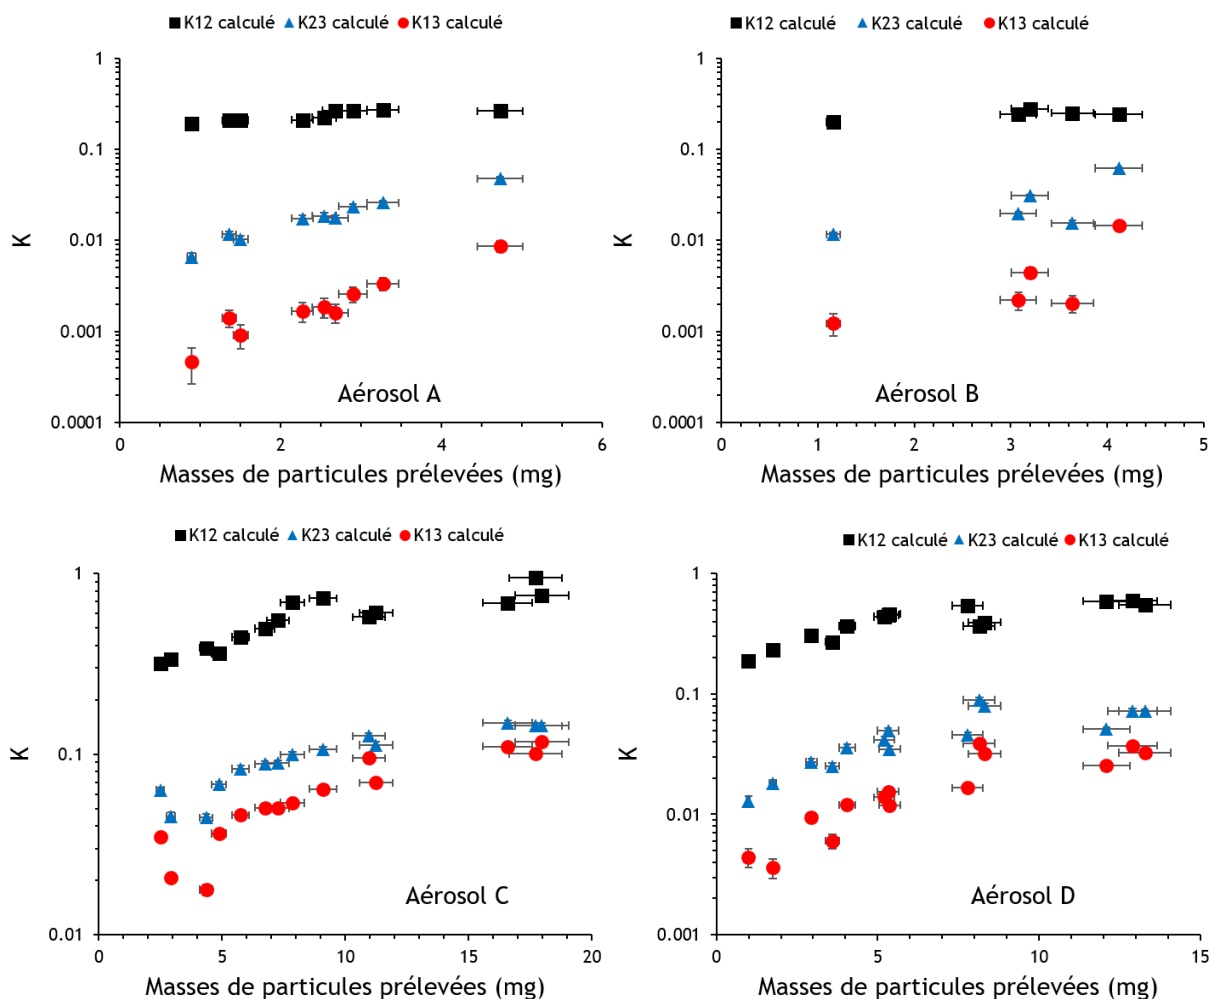 K12 calculé K23 calculé K13 calculé
1
0.1
0.01
0.001
0.0001
K
0 2 4 6
Masses de particules prélevées (mg)
Aérosol A
K12 calculé K23 calculé K13 calculé
1
0.1
0.01
0.001
0.0001
K
0 1 2 3 4 5
Masses de particules prélevées (mg)
Aérosol B
K12 calculé K23 calculé K13 calculé
1
0.1
0.01
K
0 5 10 15 20
Masses de particules prélevées (mg)
Aérosol C
K12 calculé K23 calculé K13 calculé
1
0.1
0.01
0.001
K
0 5 10 15
Masses de particules prélevées (mg)
Aérosol D